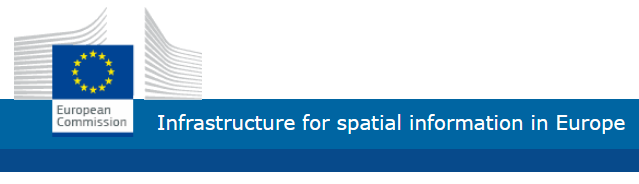 European
Commission
Infrastructure for spatial information in Europe